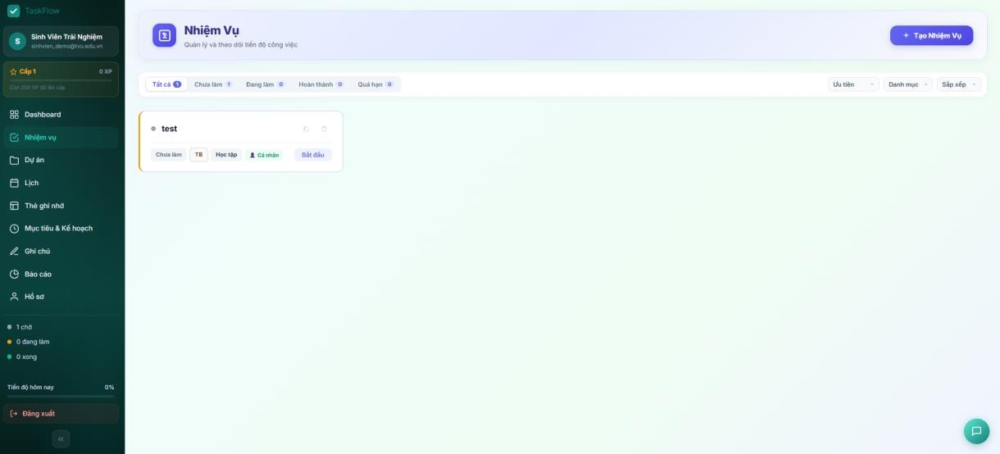 TaskFlow
S
Sinh Viên Trải Nghiệm
sinhvien_demo@tvu.edu.vn
Cấp 1
0 XP
Còn 200 XP để lên cấp
Dashboard
Nhiệm vụ
Dự án
Lịch
Thẻ ghi nhớ
Mục tiêu & Kế hoạch
Ghi chú
Báo cáo
Hồ sơ
1 chờ
0 đang làm
0 xong
Tiến độ hôm nay
0%
Đăng xuất
Nhiệm Vụ
Quản lý và theo dõi tiến độ công việc
+ Tạo Nhiệm Vụ
Tất cả 1
Chưa làm 1
Đang làm 0
Hoàn thành 0
Quá hạn 0
Ưu tiên
Danh mục
Sắp xếp
test
Chưa làm
TB
Học tập
Cá nhân
Bắt đầu